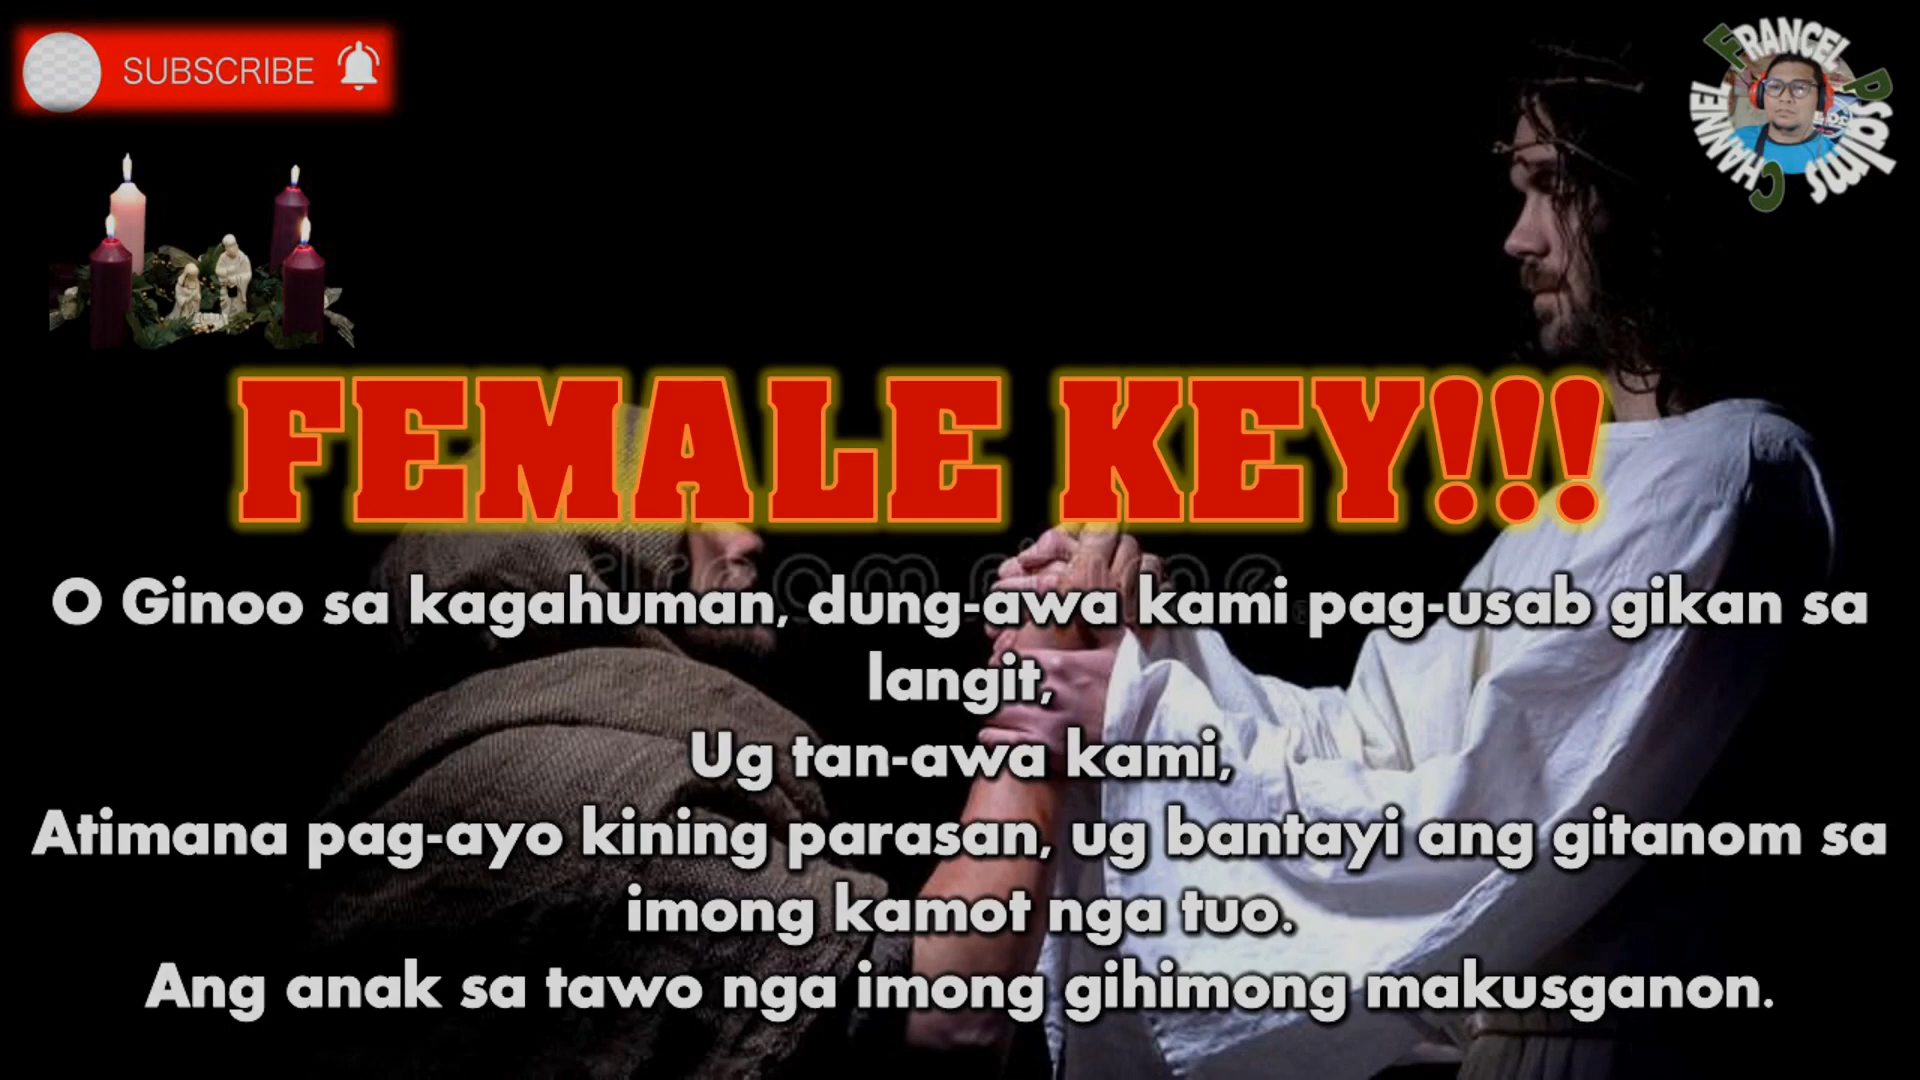 SUBSCRIBE
FRANCEL Psalms CHANNEL
FEMALE KEY!!!
O Ginoo sa kagahuman, dung-awa kami pag-usab gikan sa
langit,
Ug tan-awa kami,
Atimana pag-ayo kining parasan, ug bantayi ang gitanom sa
imong kamot nga tuo.
Ang anak sa tawo nga imong gihimong makusganon.